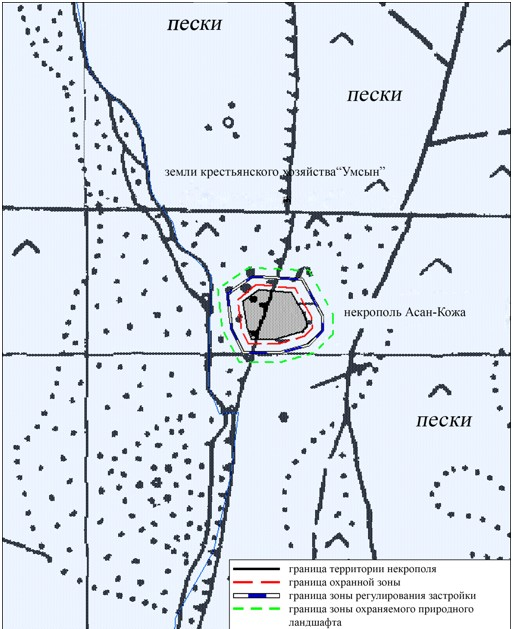 пески
пески
земли крестьянского хозяйства“Умсын”
некрополь Асан-Кожа
пески
граница территории некрополя
граница охранной зоны
граница зоны регулирования застройки
граница зоны охраняемого природного
ландшафта